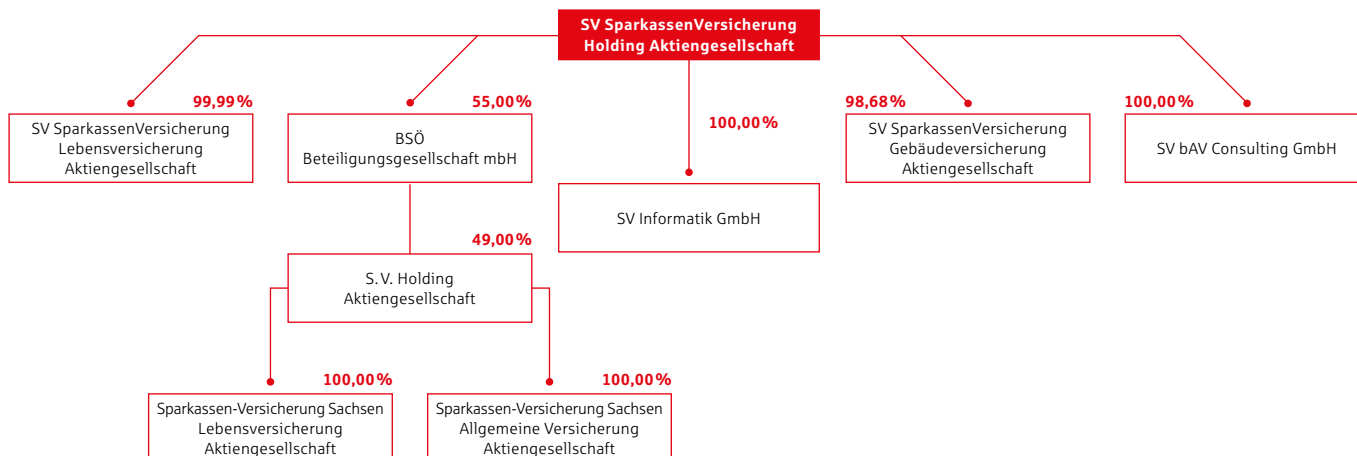 SV SparkassenVersicherung
Holding Aktiengesellschaft
99,99%
SV SparkassenVersicherung
Lebensversicherung
Aktiengesellschaft
55,00%
BSÖ
Beteiligungsgesellschaft mbH
100,00%
SV Informatik GmbH
98,68%
SV SparkassenVersicherung
Gebäudeversicherung
Aktiengesellschaft
100,00%
SV bAV Consulting GmbH
49,00%
S.V. Holding
Aktiengesellschaft
100,00%
Sparkassen-Versicherung Sachsen
Lebensversicherung
Aktiengesellschaft
100,00%
Sparkassen-Versicherung Sachsen
Allgemeine Versicherung
Aktiengesellschaft